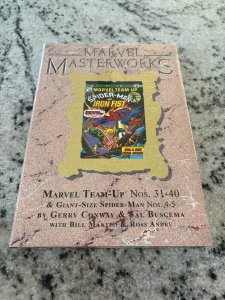 MARVEL
MASTERWORKS
MARVEL TEAM-UP
SPIDER-MAN
IRON FIST
MARVEL TEAM-UP NOS. 31-40
& GIANT-SIZE SPIDER-MAN NOS. 4-5
BY GERRY CONWAY & SAL BUSCEMA
WITH BILL MANTLO & ROSS ANDRU